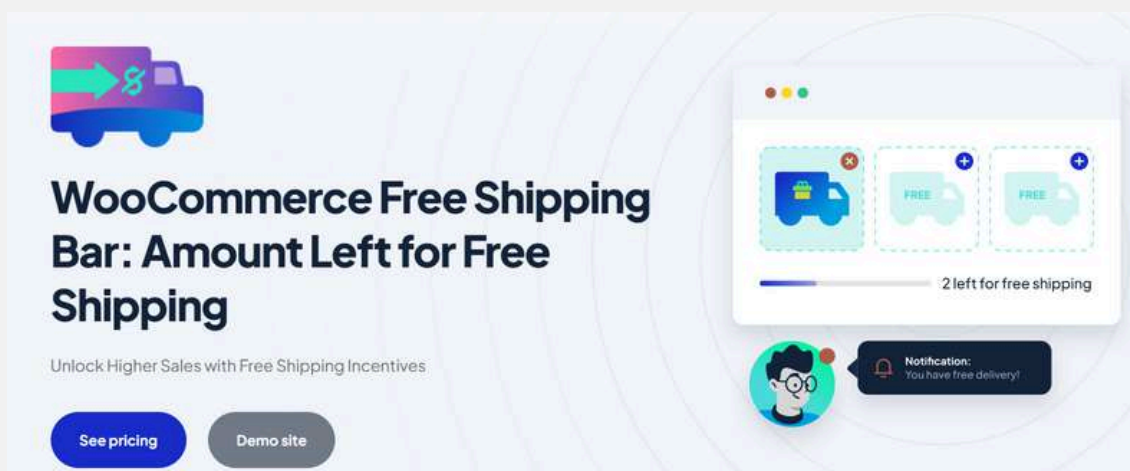 WooCommerce Free Shipping
Bar: Amount Left for Free
Shipping
Unlock Higher Sales with Free Shipping Incentives
See pricing
Demo site
FREE
FREE
2 left for free shipping
Notification:
You have free delivery!